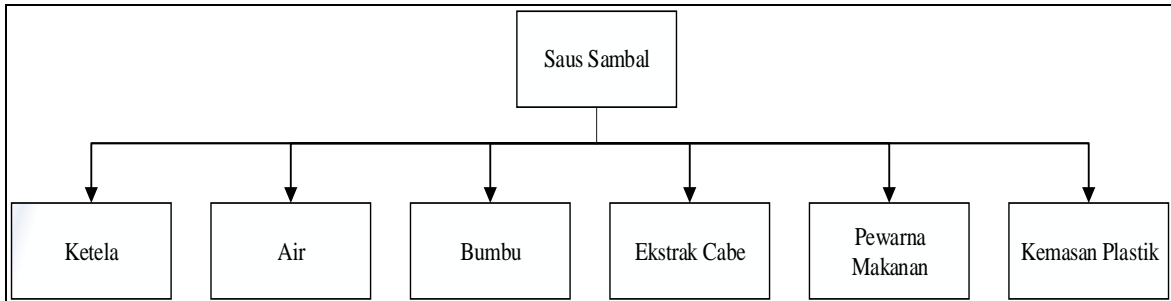 Saus Sambal
Ketela
Air
Bumbu
Ekstrak Cabe
Pewarna
Makanan
Kemasan Plastik